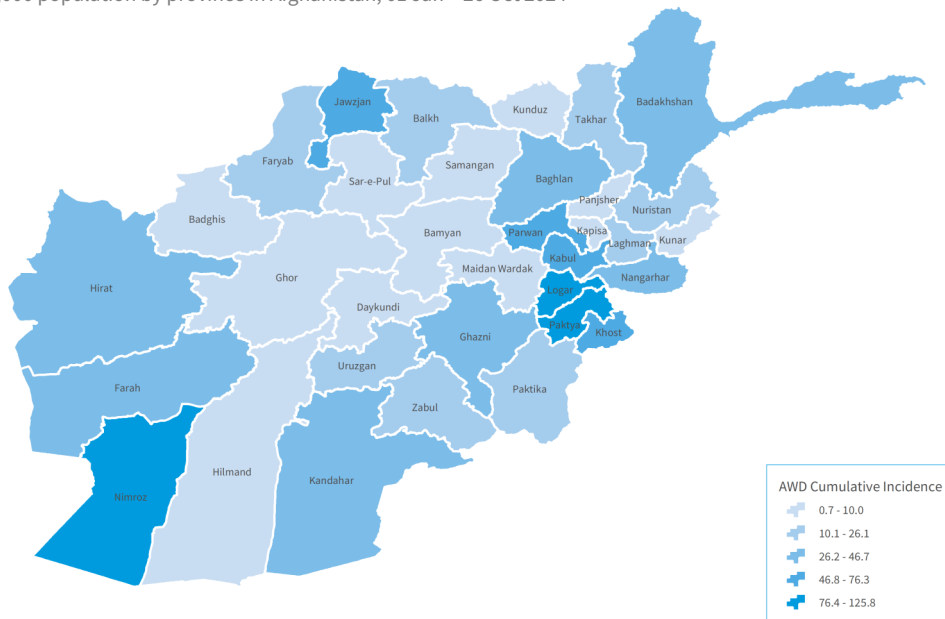 Jawzjan
Balkh
Kunduz
Takhar
Badakhshan
Faryab
Sar-e-Pul
Samangan
Baghlan
Panjsher
Nuristan
Badghis
Bamyan
Parwan
Kapisa
Laghman
Kunar
Kabul
Hirat
Ghor
Maidan Wardak
Nangarhar
Logar
Daykundi
Paktya
Khost
Ghazni
Uruzgan
Farah
Paktika
Zabul
Hilmand
Kandahar
Nimroz
AWD Cumulative Incidence
0.7 - 10.0
10.1 - 26.1
26.2 - 46.7
46.8 - 76.3
76.4 - 125.8